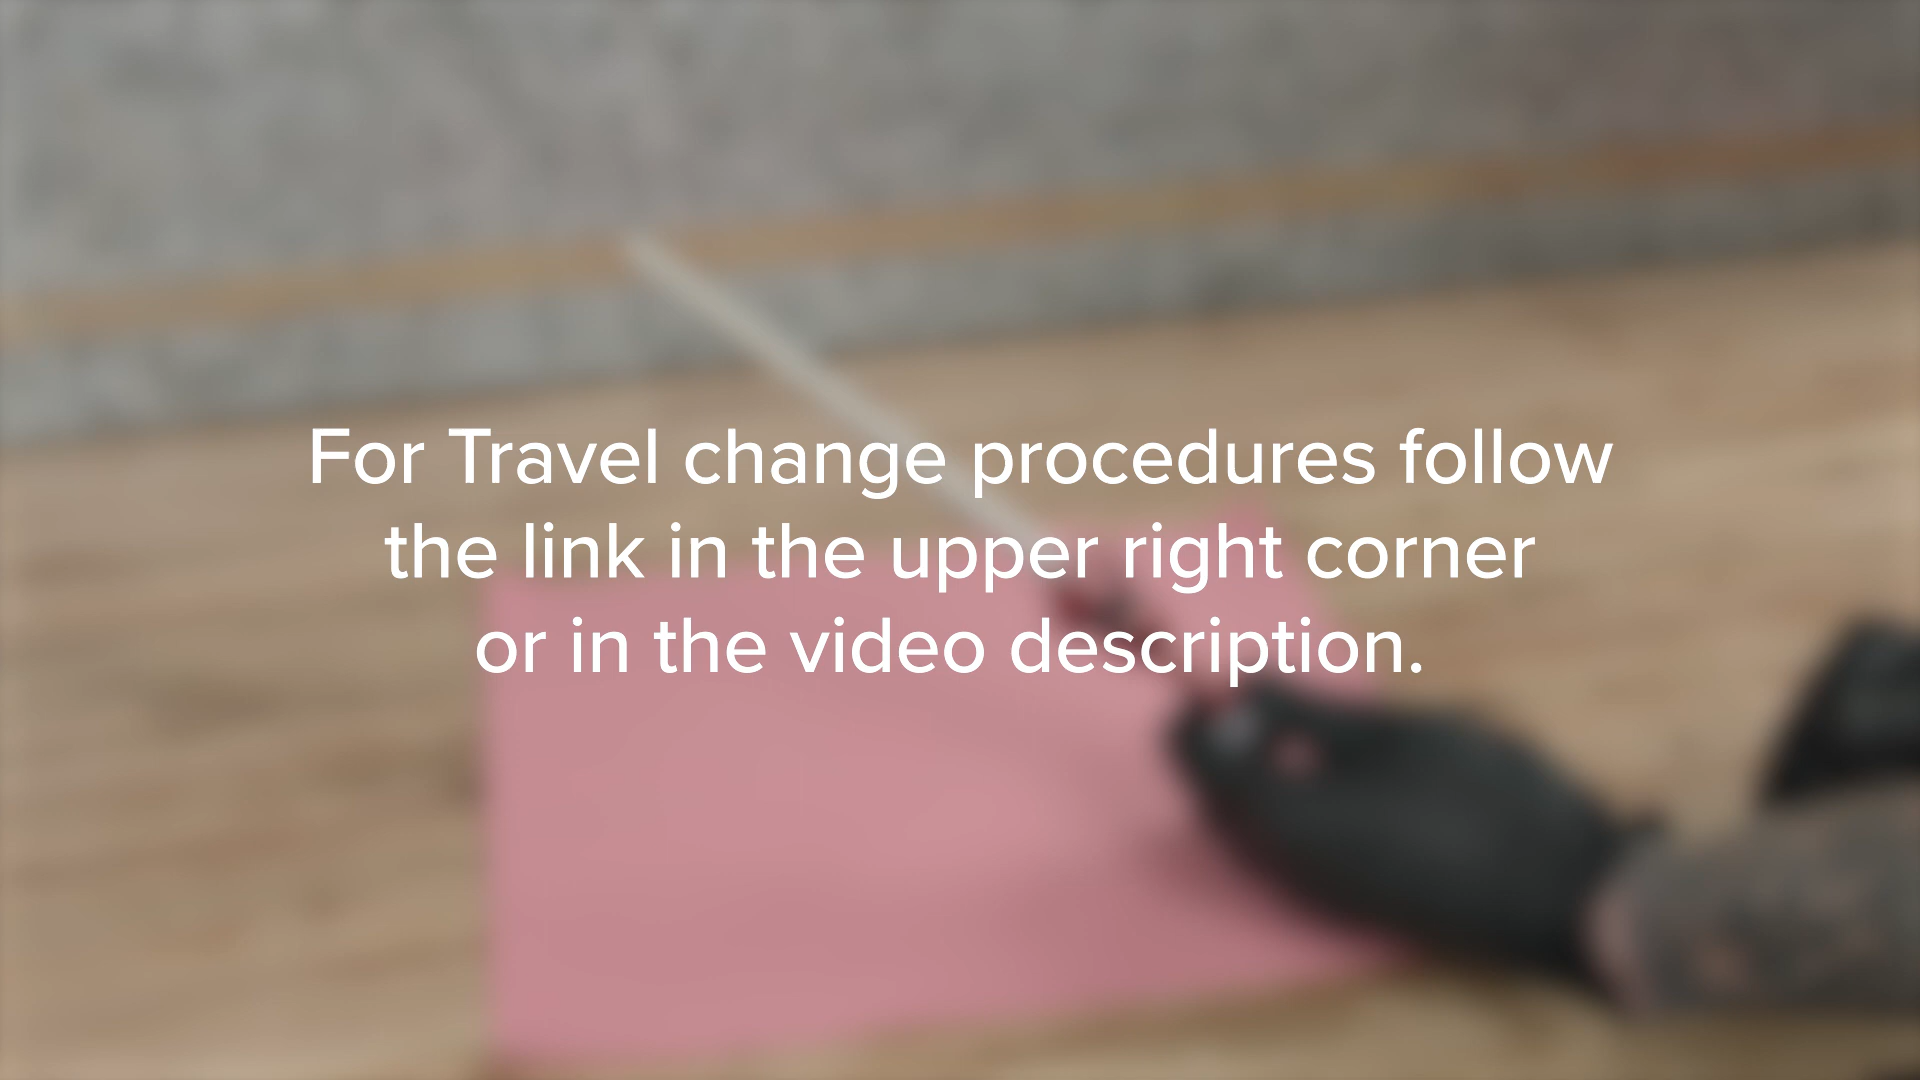 For Travel change procedures follow
the link in the upper right corner
or in the video description.